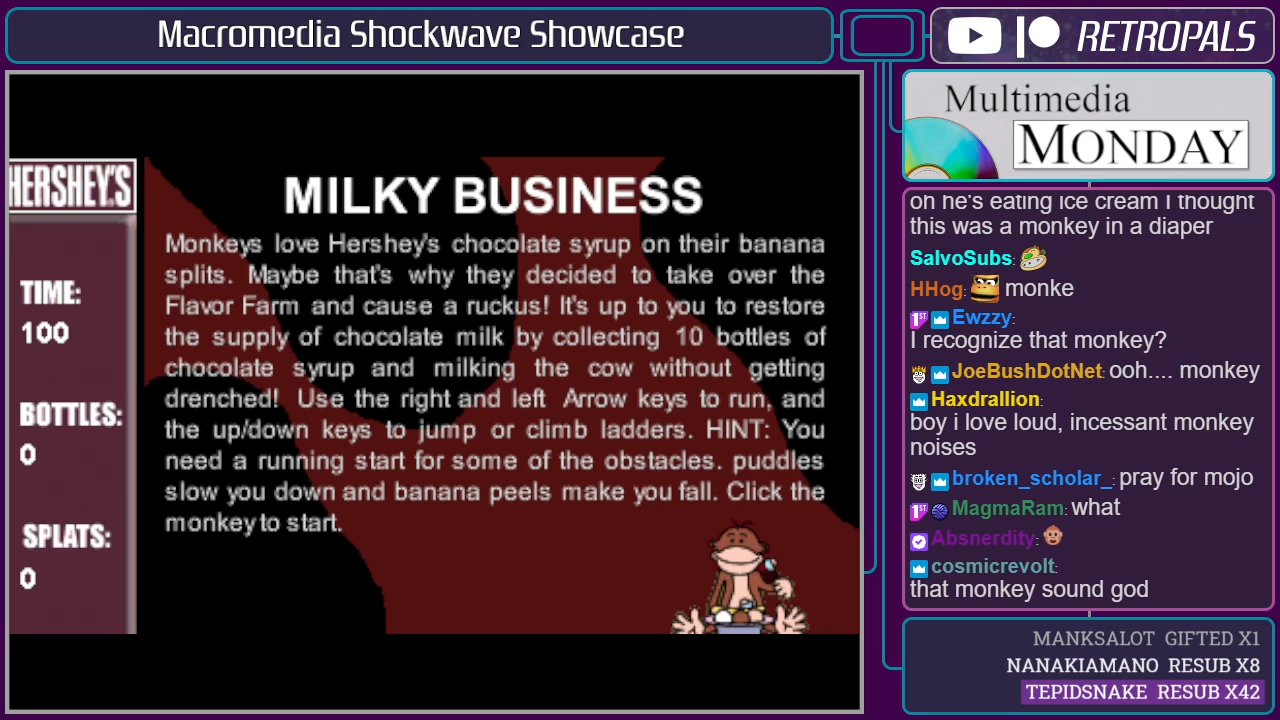 Macromedia Shockwave Showcase
RETROPALS
HERSHEY'S
TIME:
100
BOTTLES:
0
SPLATS:
0
MILKY BUSINESS
Monkeys love Hershey's chocolate syrup on their banana
splits. Maybe that's why they decided to take over the
Flavor Farm and cause a ruckus! It's up to you to restore
the supply of chocolate milk by collecting 10 bottles of
chocolate syrup and milking the cow without getting
drenched! Use the right and left Arrow keys to run, and
the up/down keys to jump or climb ladders. HINT: You
need a running start for some of the obstacles. puddles
slow you down and banana peels make you fall. Click the
monkey to start.
Multimedia
MONDAY
oh he's eating ice cream I thought
this was a monkey in a diaper
SalvoSubs:
HHog: monke
1ST Ewzzy:
I recognize that monkey?
JoeBushDotNet: ooh.... monkey
Haxdrallion:
boy i love loud, incessant monkey
noises
broken_scholar_: pray for mojo
1ST MagmaRam: what
Absnerdity:
cosmicrevolt:
that monkey sound god
MANKSALOT GIFTED X1
NANAKIAMANO RESUB X8
TEPIDSNAKE RESUB X42